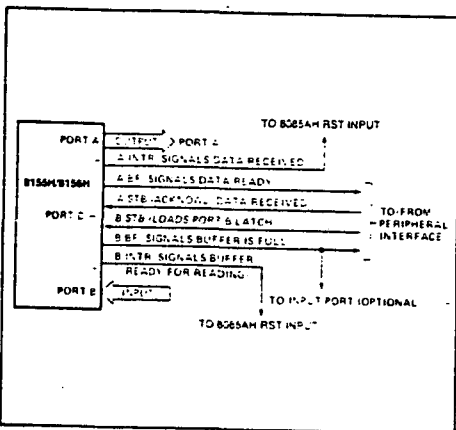 TO 8085AH RST INPUT
PORT A
OUTPUT
PORT A
A INTR (SIGNALS DATA RECEIVED
8155H/8156H
A BF (SIGNALS DATA READY
A STB (ACKNOWL. DATA RECEIVED
TO/FROM
PORT C
B STB (LOADS PORT B LATCH
PERIPHERAL
INTERFACE
B BF (SIGNALS BUFFER IS FULL
B INTR (SIGNALS BUFFER
READY FOR READING)
PORT B
INPUT
TO INPUT PORT (OPTIONAL
TO 8085AH RST INPUT